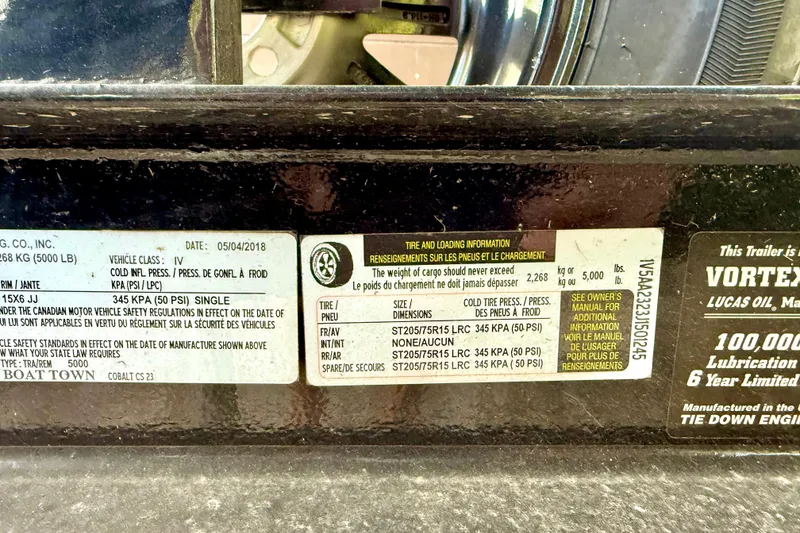 G. CO., INC.
DATE: 05/04/2018
268 KG (5000 LB)
VEHICLE CLASS: IV
RIM / JANTE
COLD INFL. PRESS. / PRESS. DE GONFL. À FROID
KPA (PSI / LPC)
15X6 JJ
345 KPA (50 PSI) SINGLE
UNDER THE CANADIAN MOTOR VEHICLE SAFETY REGULATIONS IN EFFECT ON THE DATE OF
QUI LUI SONT APPLICABLES EN VERTU DU RÈGLEMENT SUR LA SÉCURITÉ DES VÉHICULES
VEHICLE SAFETY STANDARDS IN EFFECT ON THE DATE OF MANUFACTURE SHOWN ABOVE
W WHAT YOUR STATE LAW REQUIRES
TYPE: TRA/REM 5000
BOAT TOWN COBALT CS 23
TIRE AND LOADING INFORMATION
RENSEIGNEMENTS SUR LES PNEUS ET LE CHARGEMENT
The weight of cargo should never exceed
Le poids du chargement ne doit jamais dépasser
2,268 kg or 5,000 lbs.
kg ou lb.
TIRE / PNEU
SIZE / DIMENSIONS
COLD TIRE PRESS. / PRESS. DES PNEUS À FROID
FR/AV ST205/75R15 LRC 345 KPA (50 PSI)
INT/INT NONE/AUCUN
RR/AR ST205/75R15 LRC 345 KPA (50 PSI)
SPARE/DE SECOURS ST205/75R15 LRC 345 KPA (50 PSI)
SEE OWNER'S
MANUAL FOR
ADDITIONAL
INFORMATION
VOIR LE MANUEL
DE L'USAGER
POUR PLUS DE
RENSEIGNEMENTS
This Trailer is
VORTEX
LUCAS OIL, Ma
100,000
Lubrication
6 Year Limited
Manufactured in the
TIE DOWN ENGI